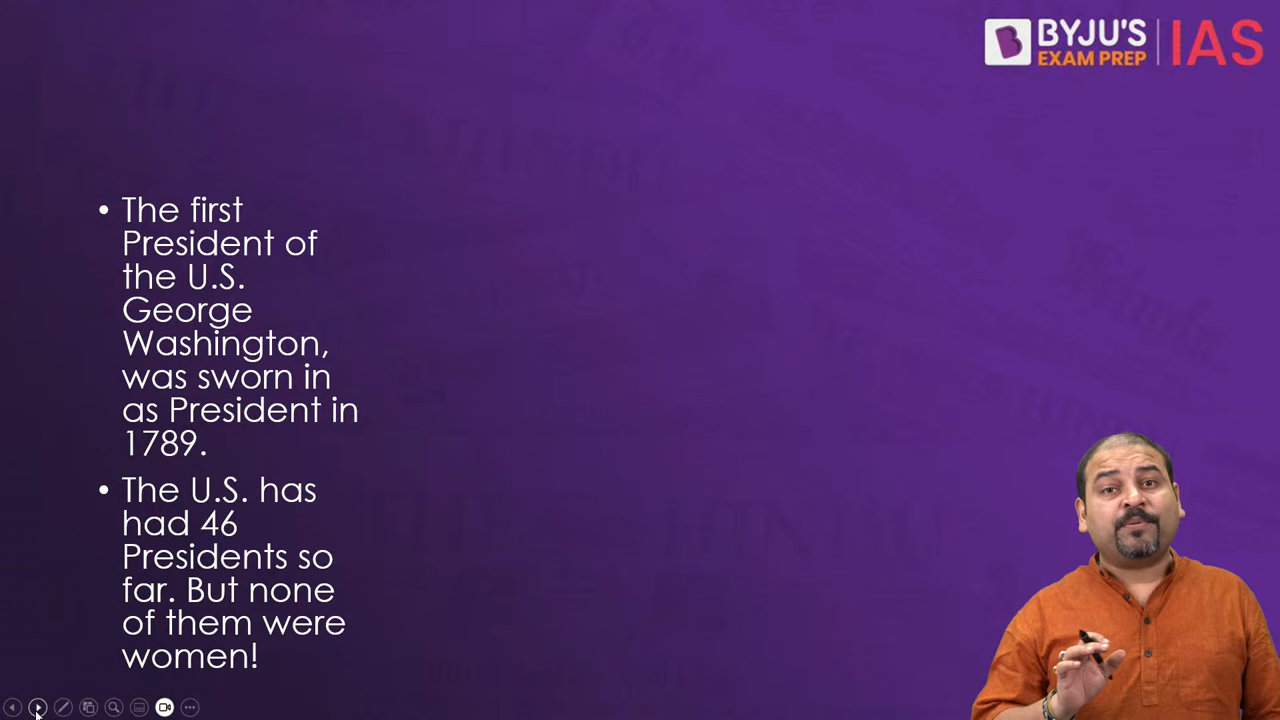 BYJU'S
EXAM PREP
IAS
• The first
President of
the U.S.
George
Washington,
was sworn in
as President in
1789.
• The U.S. has
had 46
Presidents so
far. But none
of them were
women!